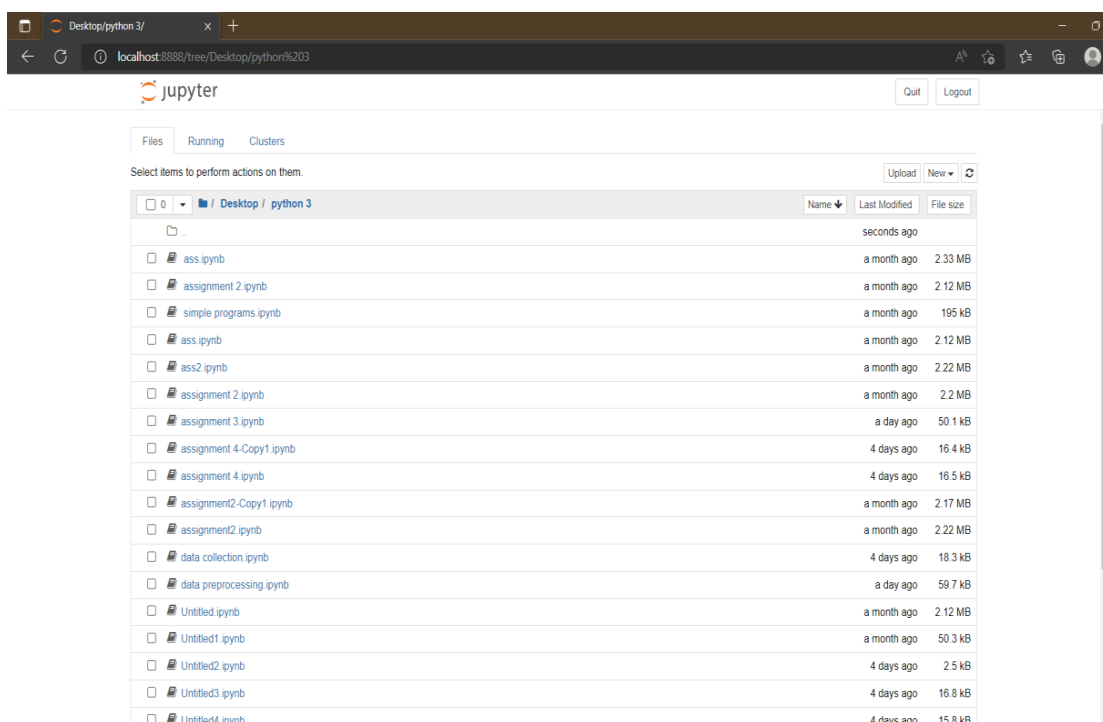 Desktop/python 3/
localhost:8888/tree/Desktop/python%203
jupyter Quit Logout
Files Running Clusters
Select items to perform actions on them. Upload New
0 / Desktop / python 3 Name Last Modified File size
.. seconds ago
ass.ipynb a month ago 2.33 MB
assignment 2.ipynb a month ago 2.12 MB
simple programs.ipynb a month ago 195 kB
ass.ipynb a month ago 2.12 MB
ass2.ipynb a month ago 2.22 MB
assignment 2.ipynb a month ago 2.2 MB
assignment 3.ipynb a day ago 50.1 kB
assignment 4-Copy1.ipynb 4 days ago 16.4 kB
assignment 4.ipynb 4 days ago 16.5 kB
assignment2-Copy1.ipynb a month ago 2.17 MB
assignment2.ipynb a month ago 2.22 MB
data collection.ipynb 4 days ago 18.3 kB
data preprocessing.ipynb a day ago 59.7 kB
Untitled.ipynb a month ago 2.12 MB
Untitled1.ipynb a month ago 50.3 kB
Untitled2.ipynb 4 days ago 2.5 kB
Untitled3.ipynb 4 days ago 16.8 kB
Untitled4.ipynb 4 days ago 15.8 kB